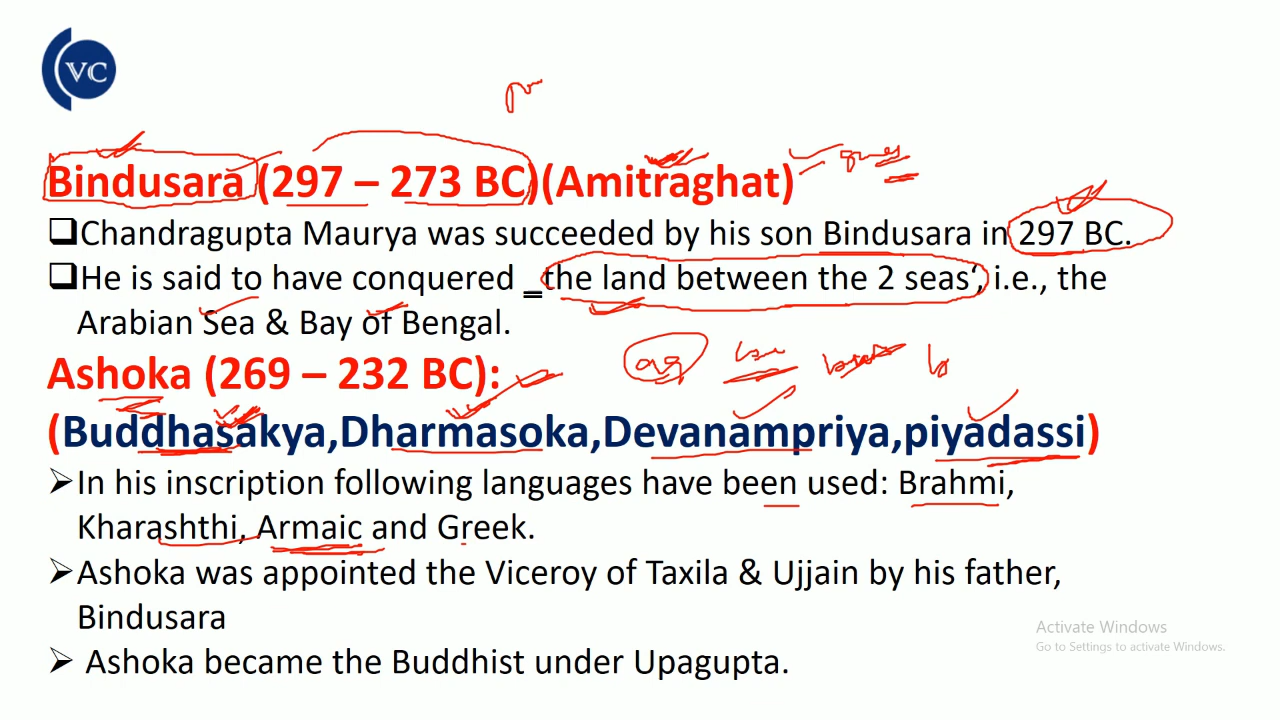 VC
Bindusara (297 – 273 BC)(Amitraghat)
❑Chandragupta Maurya was succeeded by his son Bindusara in 297 BC.
❑He is said to have conquered ‗the land between the 2 seas‘, i.e., the
Arabian Sea & Bay of Bengal.
Ashoka (269 – 232 BC):
(Buddhasakya,Dharmasoka,Devanampriya,piyadassi)
➢In his inscription following languages have been used: Brahmi,
Kharashthi, Armaic and Greek.
➢Ashoka was appointed the Viceroy of Taxila & Ujjain by his father,
Bindusara
➢ Ashoka became the Buddhist under Upagupta.
Activate Windows
Go to Settings to activate Windows.